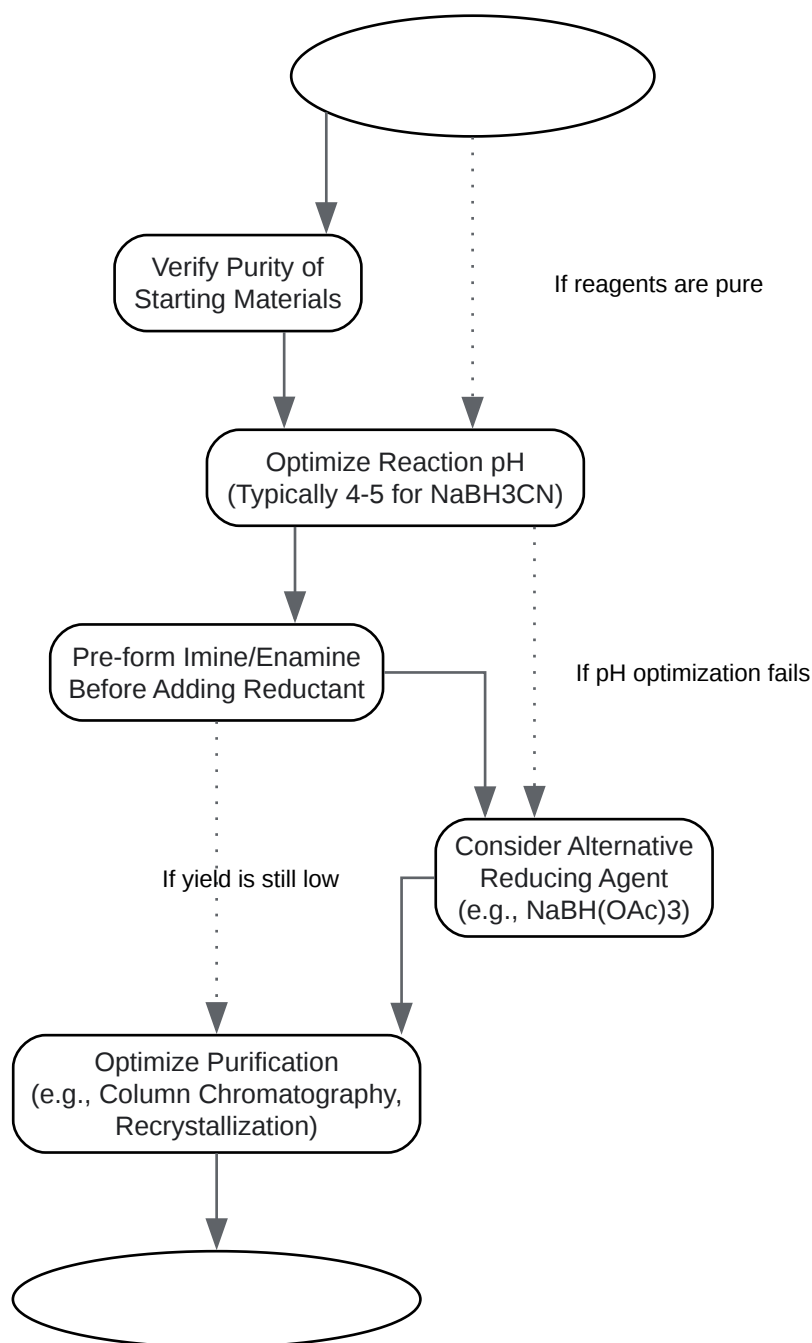 Verify Purity of
Starting Materials
If reagents are pure
Optimize Reaction pH
(Typically 4-5 for NaBH3CN)
Pre-form Imine/Enamine
Before Adding Reductant
If pH optimization fails
Consider Alternative
Reducing Agent
(e.g., NaBH(OAc)3)
If yield is still low
Optimize Purification
(e.g., Column Chromatography,
Recrystallization)